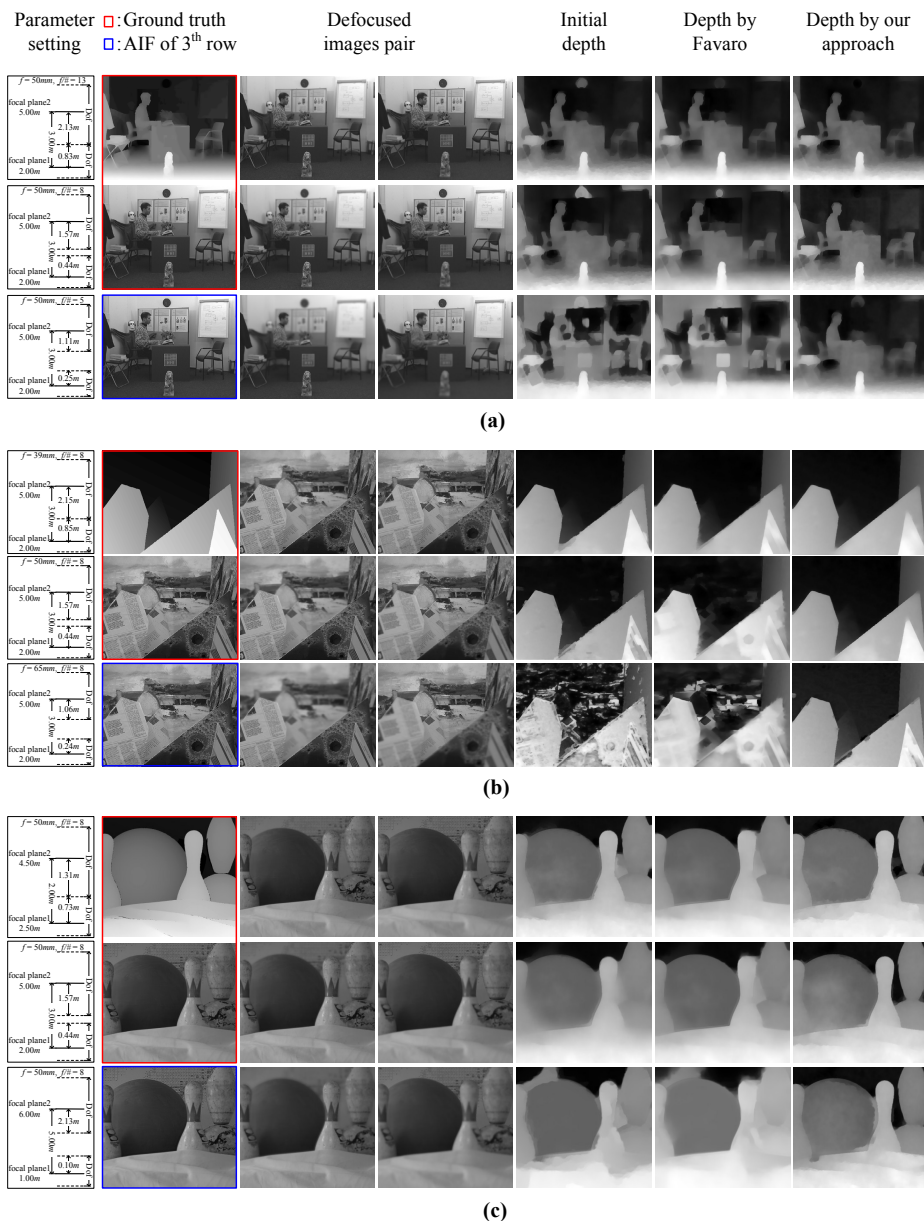 Parameter setting
: Ground truth
: AIF of 3th row
Defocused images pair
Initial depth
Depth by Favaro
Depth by our approach
f = 50mm, f/# = 13
focal plane2
5.00m
2.13m
3.00m
0.83m
focal plane1
2.00m
Dof
Dof
f = 50mm, f/# = 8
focal plane2
5.00m
1.57m
3.00m
0.44m
focal plane1
2.00m
Dof
Dof
f = 50mm, f/# = 5
focal plane2
5.00m
1.11m
3.00m
0.25m
focal plane1
2.00m
Dof
Dof
(a)
f = 39mm, f/# = 8
focal plane2
5.00m
2.15m
3.00m
0.85m
focal plane1
2.00m
Dof
Dof
f = 50mm, f/# = 8
focal plane2
5.00m
1.57m
3.00m
0.44m
focal plane1
2.00m
Dof
Dof
f = 65mm, f/# = 8
focal plane2
5.00m
1.06m
3.00m
0.24m
focal plane1
2.00m
Dof
Dof
(b)
f = 50mm, f/# = 8
focal plane2
4.50m
1.31m
2.00m
0.73m
focal plane1
2.50m
Dof
Dof
f = 50mm, f/# = 8
focal plane2
5.00m
1.57m
3.00m
0.44m
focal plane1
2.00m
Dof
Dof
f = 50mm, f/# = 8
focal plane2
6.00m
2.13m
5.00m
0.10m
focal plane1
1.00m
Dof
Dof
(c)